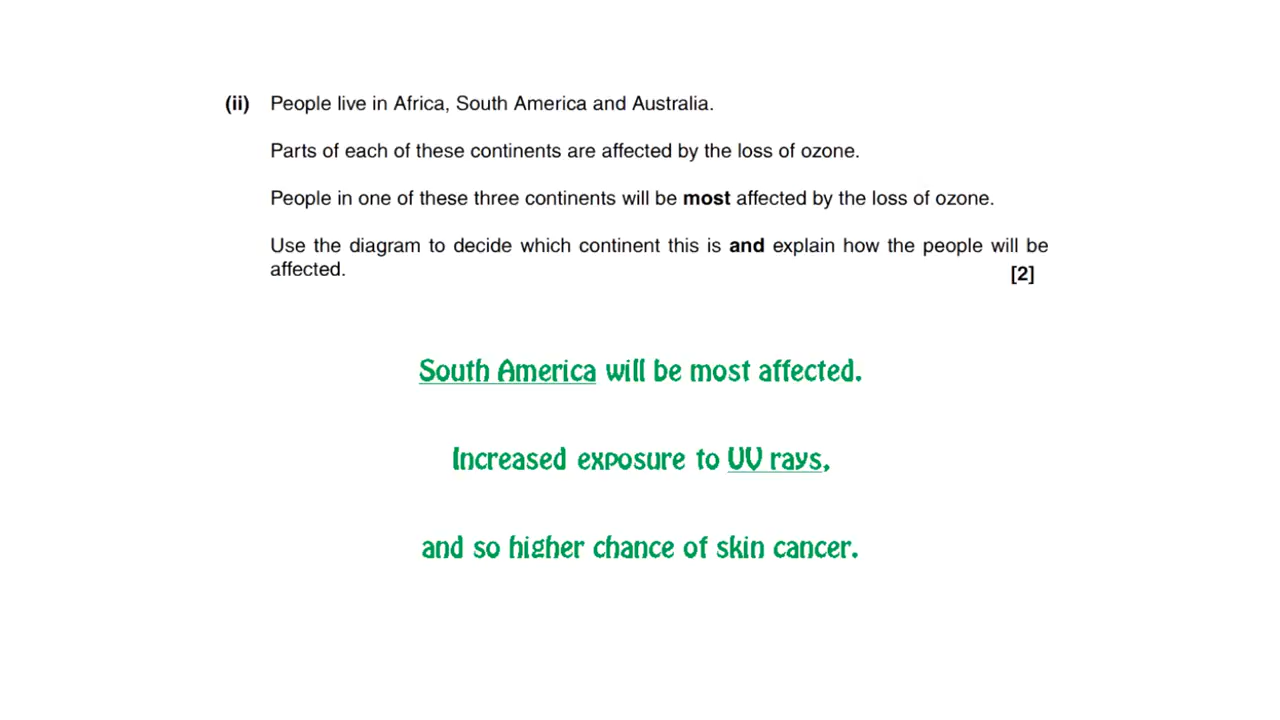 (ii) People live in Africa, South America and Australia.
Parts of each of these continents are affected by the loss of ozone.
People in one of these three continents will be most affected by the loss of ozone.
Use the diagram to decide which continent this is and explain how the people will be
affected. [2]
South America will be most affected.
Increased exposure to UV rays,
and so higher chance of skin cancer.